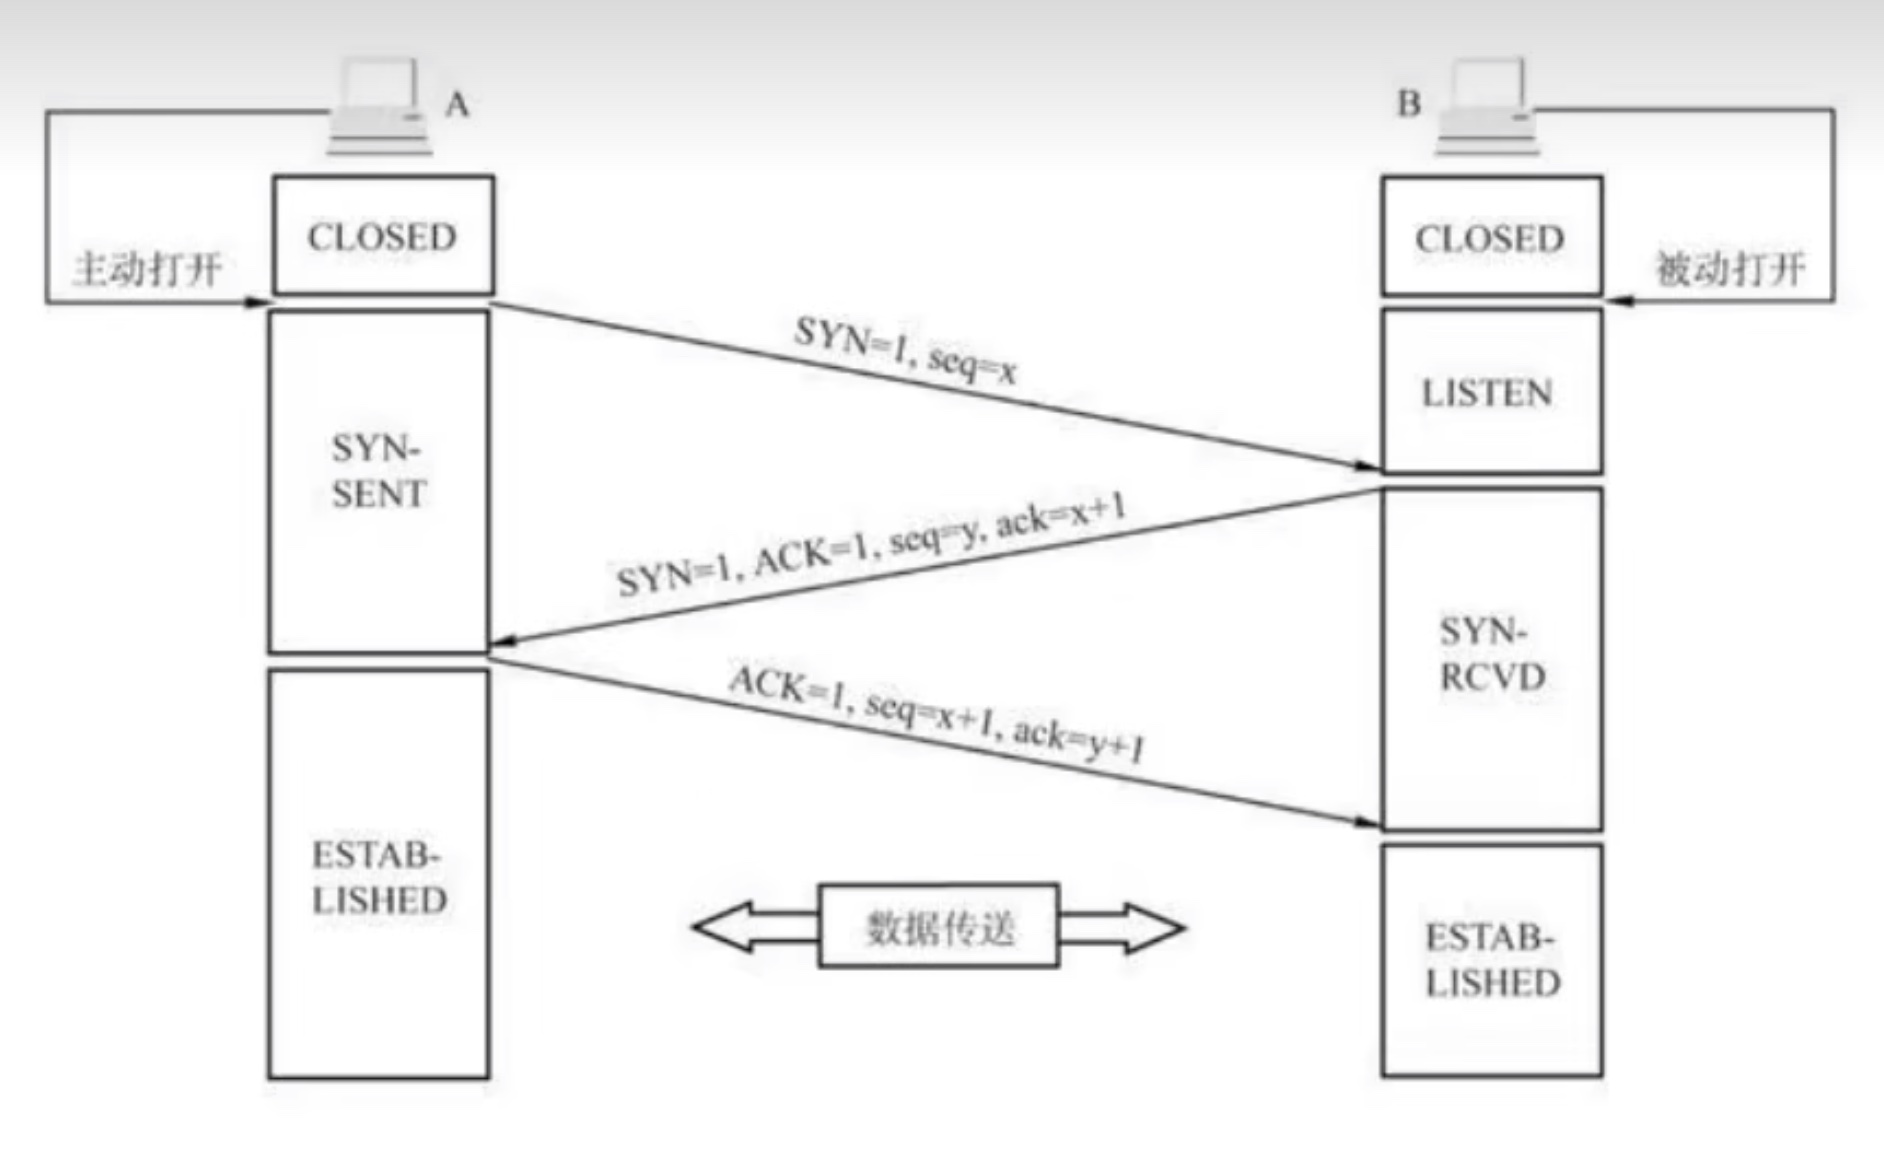 A
B
CLOSED
CLOSED
主动打开
被动打开
SYN=1, seq=x
LISTEN
SYN-
SENT
SYN=1, ACK=1, seq=y, ack=x+1
SYN-
RCVD
ACK=1, seq=x+1, ack=y+1
ESTAB-
LISHED
数据传送
ESTAB-
LISHED